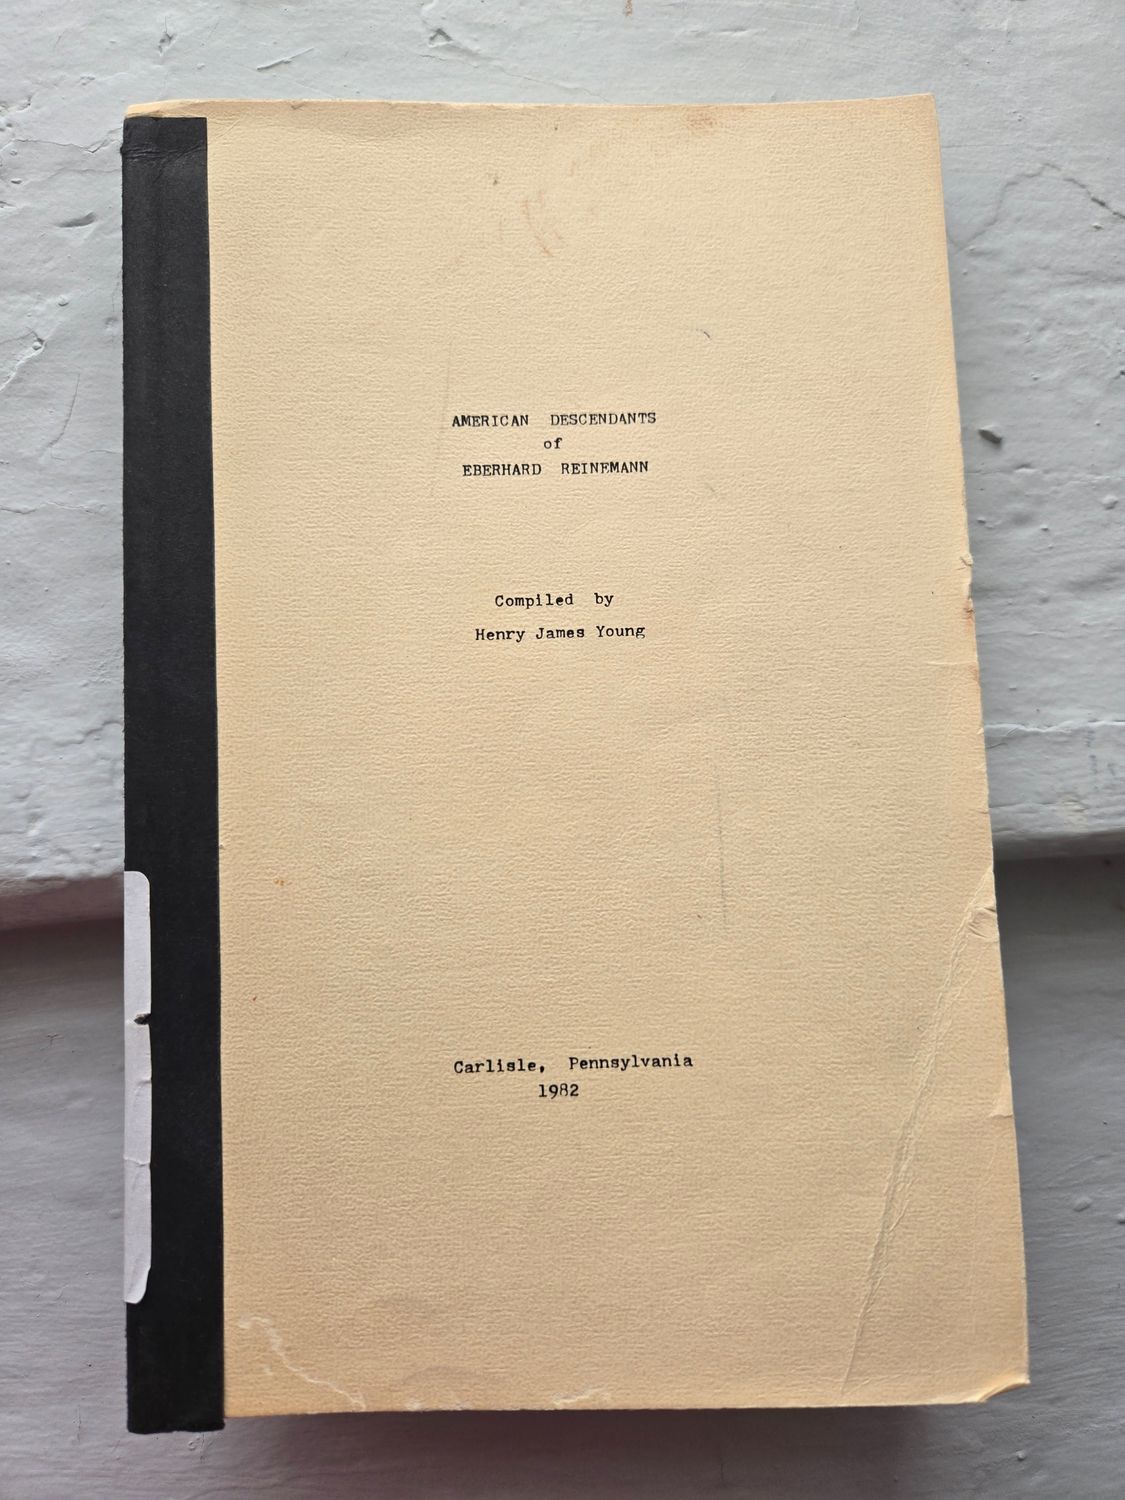 AMERICAN DESCENDANTS
of
EBERHARD REINEMANN
Compiled by
Henry James Young
Carlisle, Pennsylvania
1982